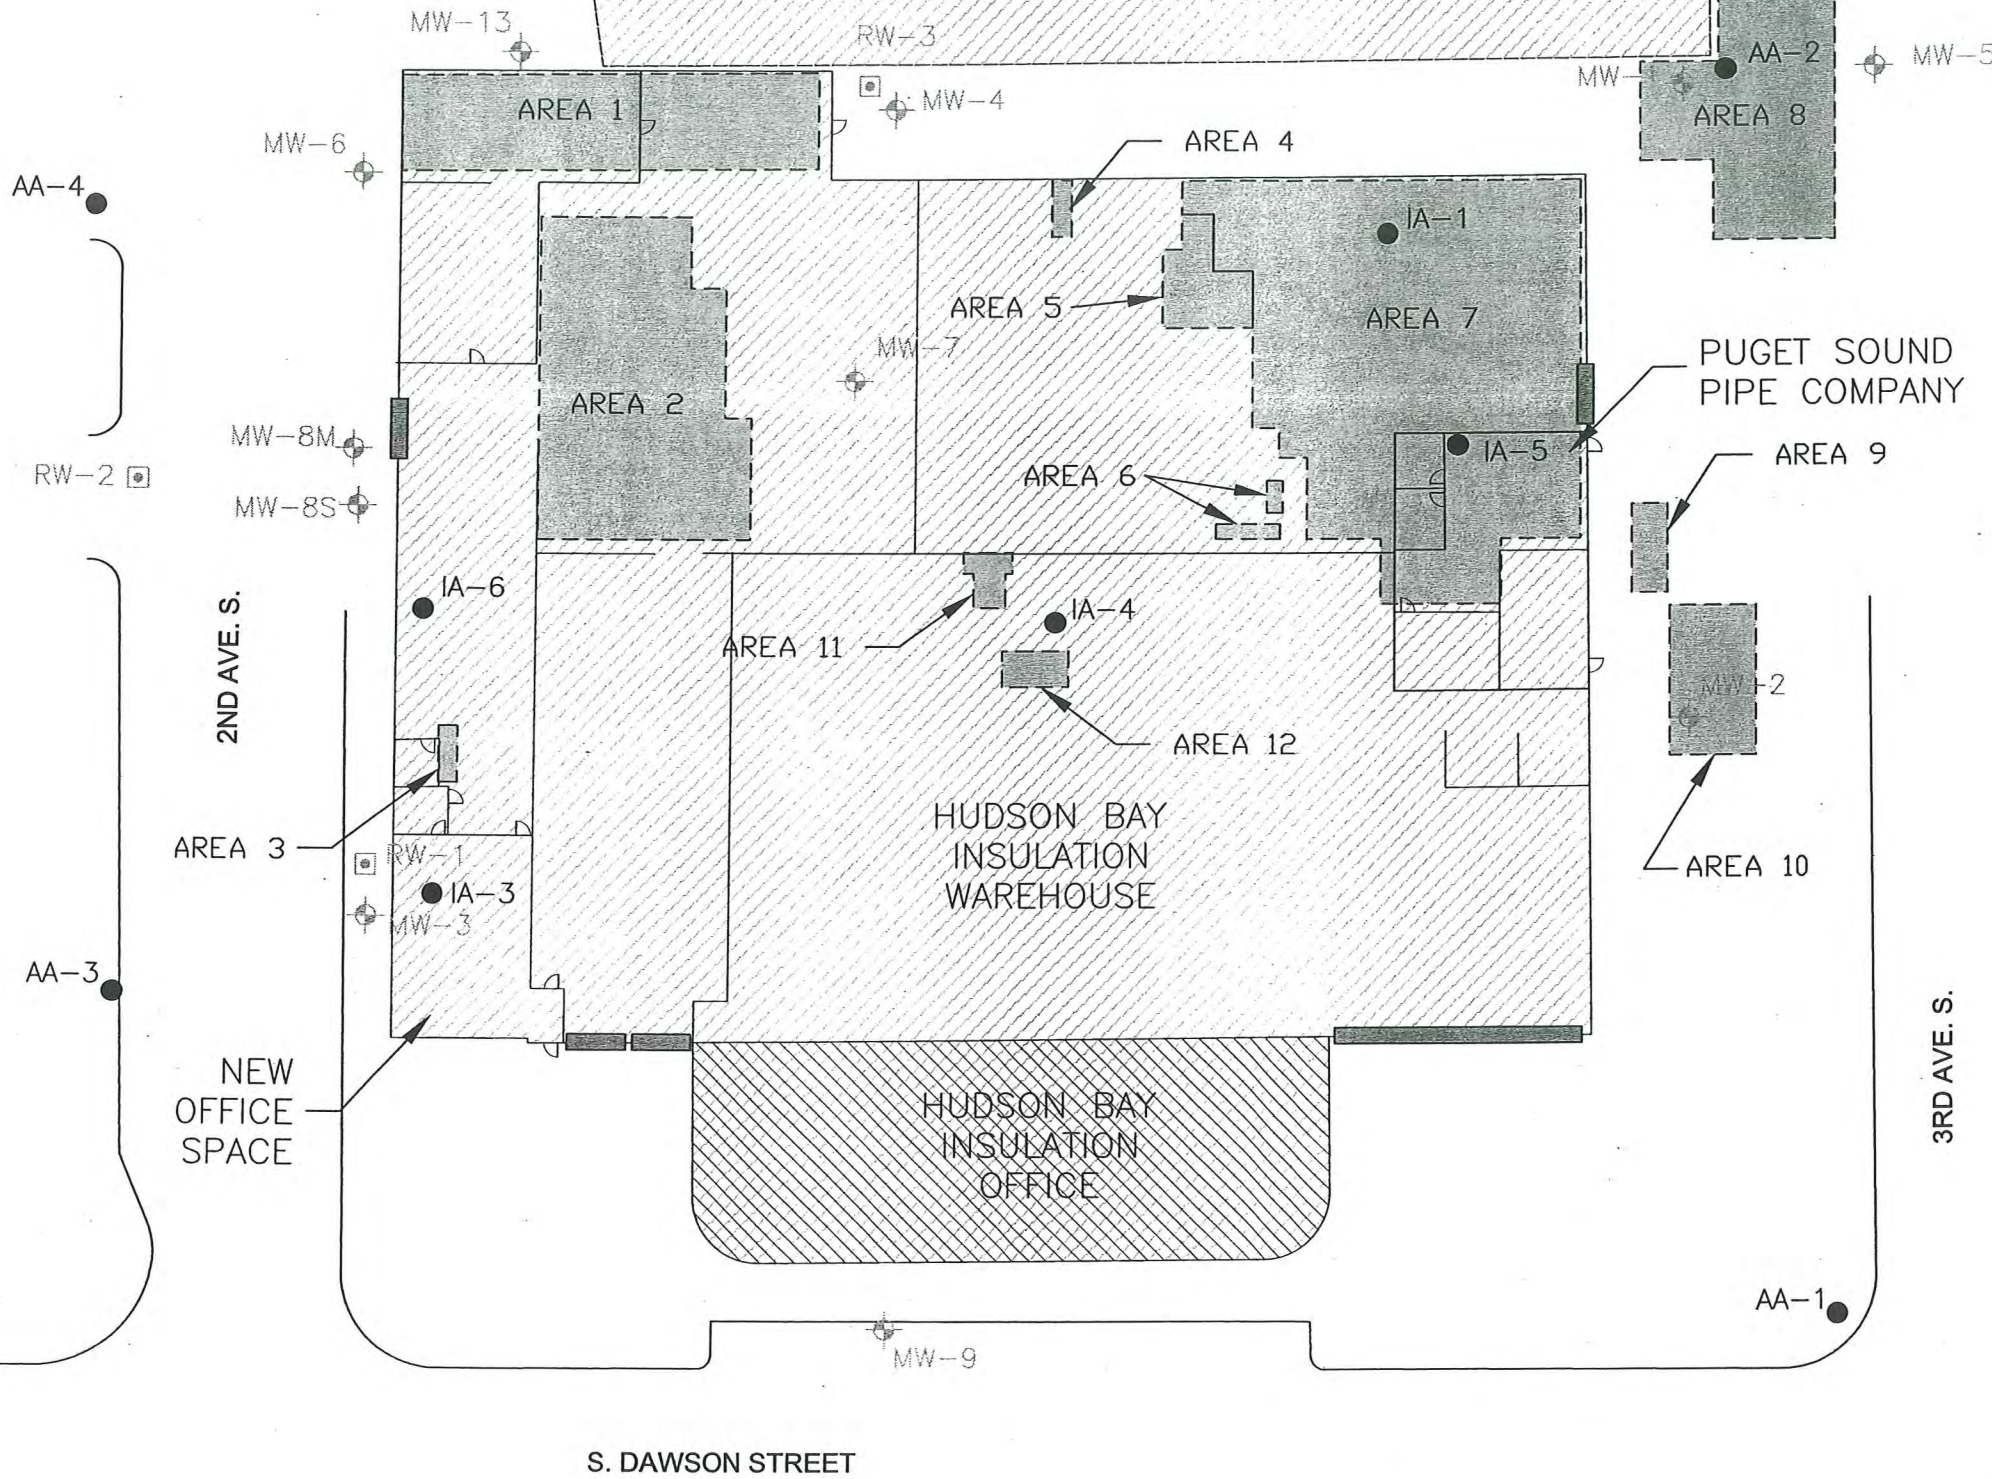 MW-13
RW-3
MW-5
AA-2
MW-1
AREA 1
MW-4
AREA 8
MW-6
AREA 4
AA-4
IA-1
AREA 5
AREA 7
MW-7
PUGET SOUND
PIPE COMPANY
AREA 2
MW-8M
IA-5
AREA 9
RW-2
AREA 6
MW-8S
IA-6
IA-4
2ND AVE. S.
AREA 11
MW-2
AREA 12
HUDSON BAY
INSULATION
WAREHOUSE
AREA 3
RW-1
AREA 10
IA-3
MW-3
AA-3
NEW
OFFICE
SPACE
3RD AVE. S.
HUDSON BAY
INSULATION
OFFICE
AA-1
MW-9
S. DAWSON STREET